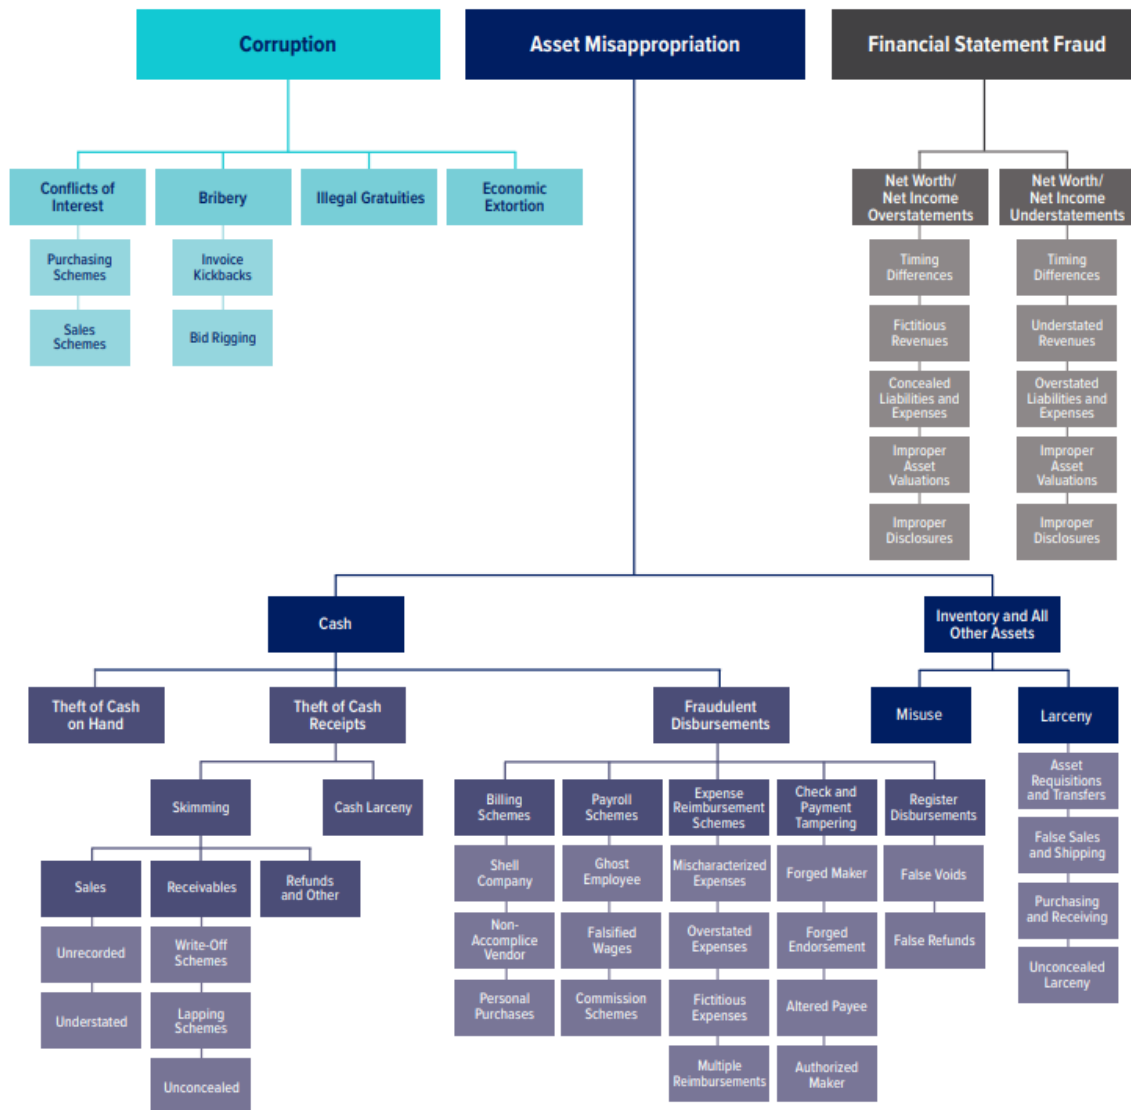 Corruption
Asset Misappropriation
Financial Statement Fraud
Conflicts of
Interest
Bribery
Illegal Gratuities
Economic
Extortion
Net Worth/
Net Income
Overstatements
Net Worth/
Net Income
Understatements
Purchasing
Schemes
Invoice
Kickbacks
Timing
Differences
Timing
Differences
Sales
Schemes
Bid Rigging
Fictitious
Revenues
Understated
Revenues
Concealed
Liabilities and
Expenses
Overstated
Liabilities and
Expenses
Improper
Asset
Valuations
Improper
Asset
Valuations
Improper
Disclosures
Improper
Disclosures
Cash
Inventory and All
Other Assets
Theft of Cash
on Hand
Theft of Cash
Receipts
Fraudulent
Disbursements
Misuse
Larceny
Skimming
Cash Larceny
Billing
Schemes
Payroll
Schemes
Expense
Reimbursement
Schemes
Check and
Payment
Tampering
Register
Disbursements
Asset
Requisitions
and Transfers
False Sales
and Shipping
Purchasing
and Receiving
Unconcealed
Larceny
Sales
Receivables
Refunds
and Other
Shell
Company
Ghost
Employee
Mischaracterized
Expenses
Forged Maker
False Voids
Unrecorded
Write-Off
Schemes
Non-
Accomplice
Vendor
Falsified
Wages
Overstated
Expenses
Forged
Endorsement
False Refunds
Understated
Lapping
Schemes
Personal
Purchases
Commission
Schemes
Fictitious
Expenses
Altered Payee
Unconcealed
Multiple
Reimbursements
Authorized
Maker